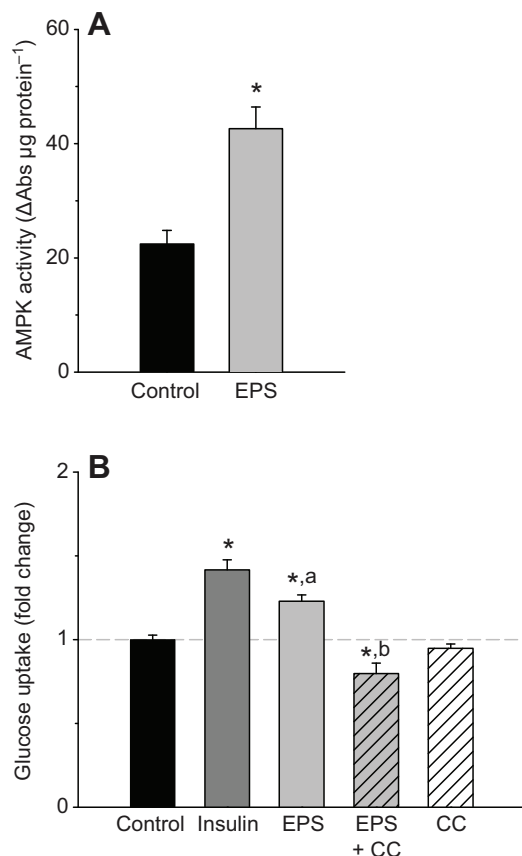 A
AMPK activity (ΔAbs µg protein⁻¹)
60
40
20
0
*
Control EPS
B
Glucose uptake (fold change)
2
1
0
*
*,a
*,b
Control Insulin EPS EPS CC
+ CC